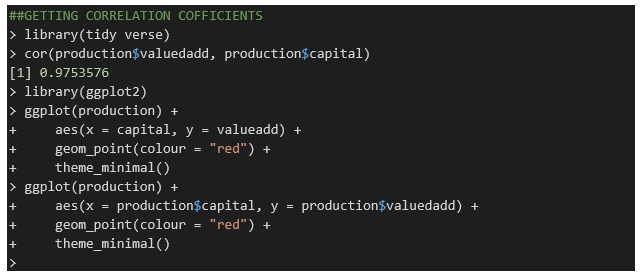 ##GETTING CORRELATION COFFICIENTS
> library(tidy verse)
> cor(production$valuedadd, production$capital)
[1] 0.9753576
> library(ggplot2)
> ggplot(production) +
+     aes(x = capital, y = valueadd) +
+     geom_point(colour = "red") +
+     theme_minimal()
> ggplot(production) +
+     aes(x = production$capital, y = production$valuedadd) +
+     geom_point(colour = "red") +
+     theme_minimal()
>